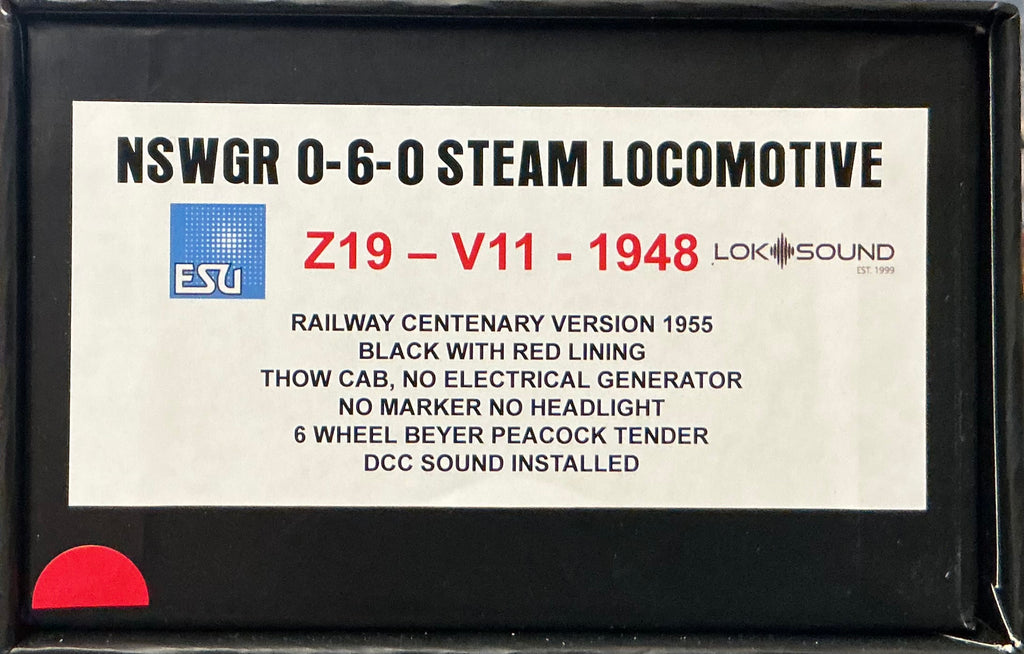 NSWGR 0-6-0 STEAM LOCOMOTIVE
ESU
Z19 – V11 - 1948
LOKSOUND
EST. 1999
RAILWAY CENTENARY VERSION 1955
BLACK WITH RED LINING
THOW CAB, NO ELECTRICAL GENERATOR
NO MARKER NO HEADLIGHT
6 WHEEL BEYER PEACOCK TENDER
DCC SOUND INSTALLED